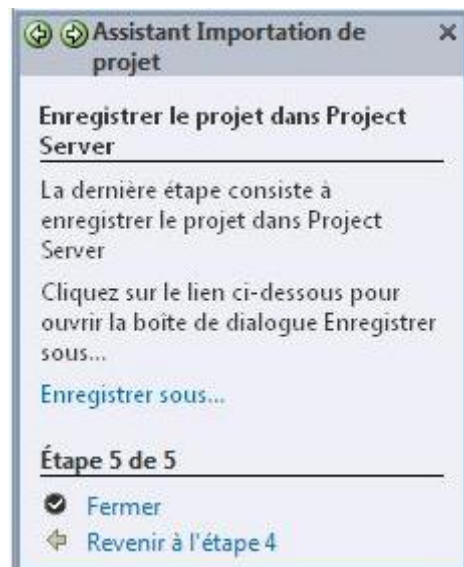 Assistant Importation de
projet
Enregistrer le projet dans Project
Server
La dernière étape consiste à
enregistrer le projet dans Project
Server
Cliquez sur le lien ci-dessous pour
ouvrir la boîte de dialogue Enregistrer
sous...
Enregistrer sous...
Étape 5 de 5
Fermer
Revenir à l'étape 4